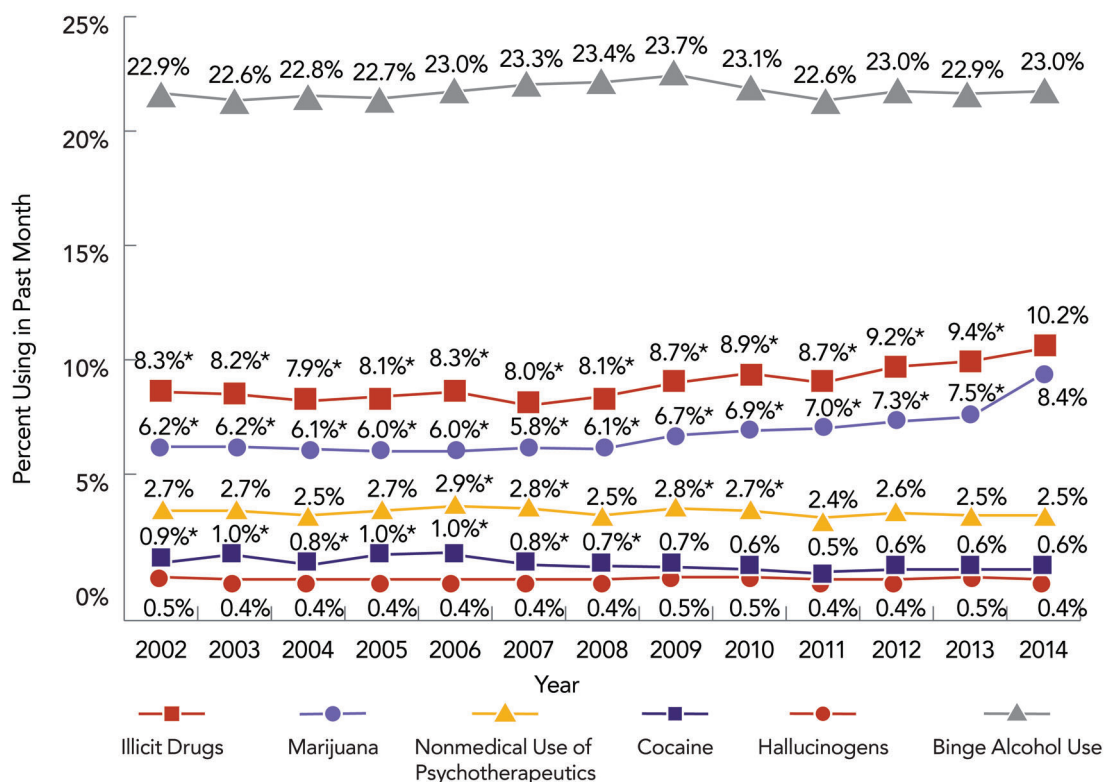 25%
22.9% 22.6% 22.8% 22.7% 23.0% 23.3% 23.4% 23.7% 23.1% 22.6% 23.0% 22.9% 23.0%
20%
15%
Percent Using in Past Month
10.2%
8.3%* 8.2%* 7.9%* 8.1%* 8.3%* 8.0%* 8.1%* 8.7%* 8.9%* 8.7%* 9.2%* 9.4%*
10%
6.2%* 6.2%* 6.1%* 6.0%* 6.0%* 5.8%* 6.1%* 6.7%* 6.9%* 7.0%* 7.3%* 7.5%* 8.4%
5%
2.7% 2.7% 2.5% 2.7% 2.9%* 2.8%* 2.5% 2.8%* 2.7%* 2.4% 2.6% 2.5% 2.5%
0.9%* 1.0%* 0.8%* 1.0%* 1.0%* 0.8%* 0.7%* 0.7% 0.6% 0.5% 0.6% 0.6% 0.6%
0%
0.5% 0.4% 0.4% 0.4% 0.4% 0.4% 0.4% 0.5% 0.5% 0.4% 0.4% 0.5% 0.4%
2002 2003 2004 2005 2006 2007 2008 2009 2010 2011 2012 2013 2014
Year
Illicit Drugs Marijuana Nonmedical Use of Cocaine Hallucinogens Binge Alcohol Use
Psychotherapeutics